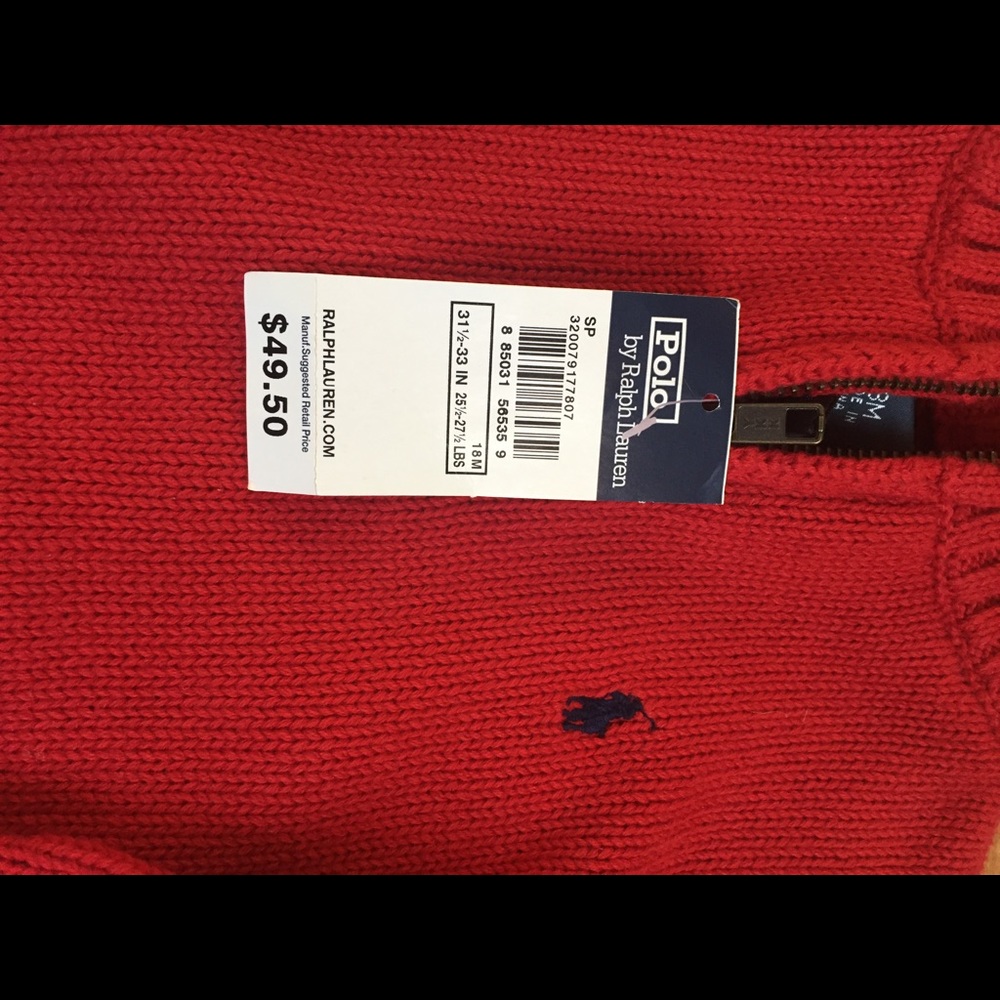 Polo
by Ralph Lauren
SP
320079177807
8 85031 56535 9
18M
31½-33 IN 25½-27½ LBS
RALPHLAUREN.COM
Manuf.Suggested Retail Price
$49.50
YKK